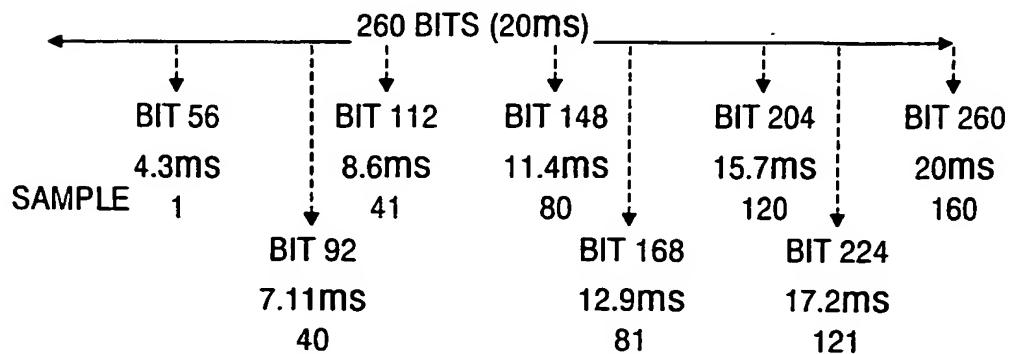 260 BITS (20ms)
BIT 56 BIT 112 BIT 148 BIT 204 BIT 260
4.3ms 8.6ms 11.4ms 15.7ms 20ms
SAMPLE 1 41 80 120 160
BIT 92 BIT 168 BIT 224
7.11ms 12.9ms 17.2ms
40 81 121